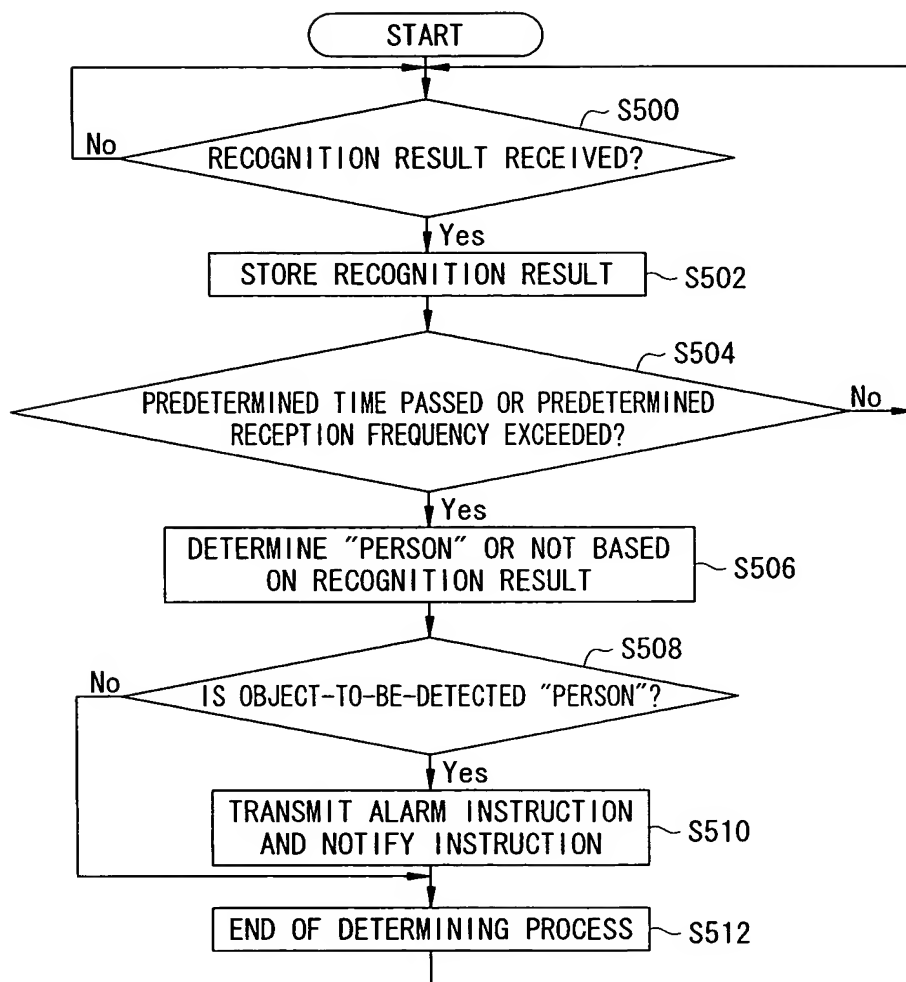 START
S500
No
RECOGNITION RESULT RECEIVED?
Yes
STORE RECOGNITION RESULT
S502
S504
PREDETERMINED TIME PASSED OR PREDETERMINED
RECEPTION FREQUENCY EXCEEDED?
No
Yes
DETERMINE "PERSON" OR NOT BASED
ON RECOGNITION RESULT
S506
S508
No
IS OBJECT-TO-BE-DETECTED "PERSON"?
Yes
TRANSMIT ALARM INSTRUCTION
AND NOTIFY INSTRUCTION
S510
END OF DETERMINING PROCESS
S512